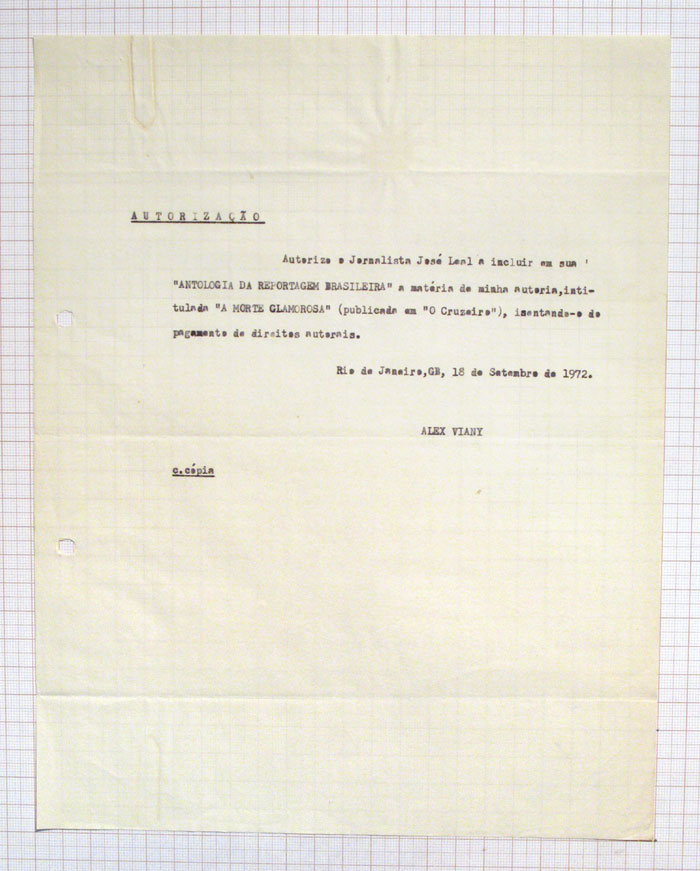 AUTORIZAÇÃO
Autorizo o Jornalista José Leal a incluir em sua '
"ANTOLOGIA DA REPORTAGEM BRASILEIRA" a matéria de minha autoria,inti-
tulada "A MORTE GLAMOROSA" (publicada em "O Cruzeiro"), isentando-o do
pagamento de direitos autorais.
Rio de Janeiro,GB, 18 de Setembro de 1972.
ALEX VIANY
c.cópia